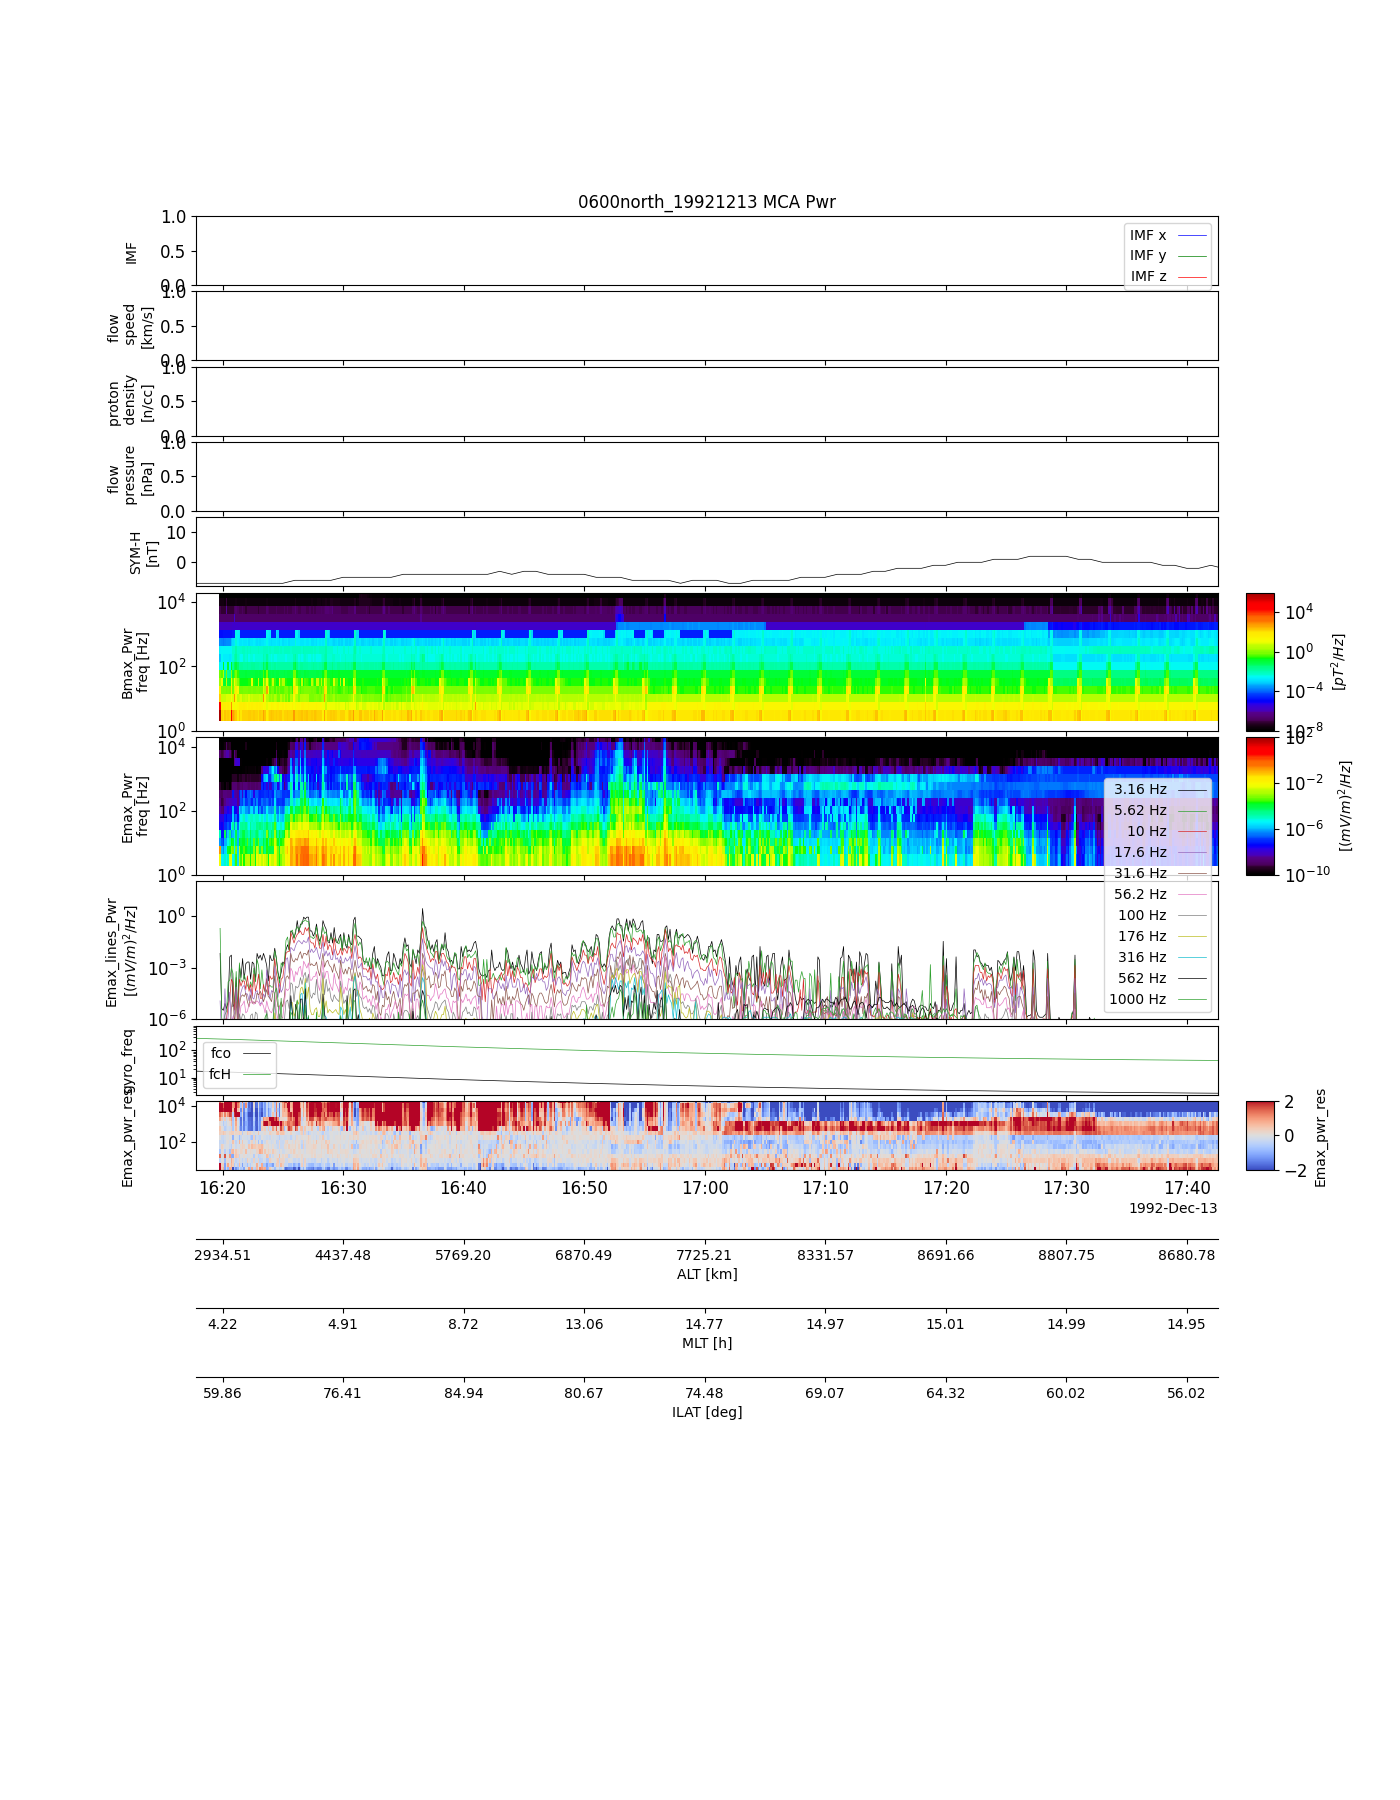 0600north_19921213 MCA Pwr
1.0
0.5
0.0
IMF
IMF x
IMF y
IMF z
1.0
0.5
0.0
flow
speed
[km/s]
1.0
0.5
0.0
proton
density
[n/cc]
1.0
0.5
0.0
flow
pressure
[nPa]
10
0
SYM-H
[nT]
10^4
10^2
10^0
Bmax_Pwr
freq [Hz]
10^4
10^0
10^-4
10^-8
[pT^2/Hz]
10^4
10^2
10^0
Emax_Pwr
freq [Hz]
10^2
10^-2
10^-6
10^-10
[(mV/m)^2/Hz]
3.16 Hz
5.62 Hz
10 Hz
17.6 Hz
31.6 Hz
56.2 Hz
100 Hz
176 Hz
316 Hz
562 Hz
1000 Hz
10^0
10^-3
10^-6
Emax_lines_Pwr
[(mV/m)^2/Hz]
10^2
10^1
gyro_freq
fco
fcH
10^4
10^2
Emax_pwr_res
2
0
−2
Emax_pwr_res
16:20 16:30 16:40 16:50 17:00 17:10 17:20 17:30 17:40
1992-Dec-13
2934.51 4437.48 5769.20 6870.49 7725.21 8331.57 8691.66 8807.75 8680.78
ALT [km]
4.22 4.91 8.72 13.06 14.77 14.97 15.01 14.99 14.95
MLT [h]
59.86 76.41 84.94 80.67 74.48 69.07 64.32 60.02 56.02
ILAT [deg]